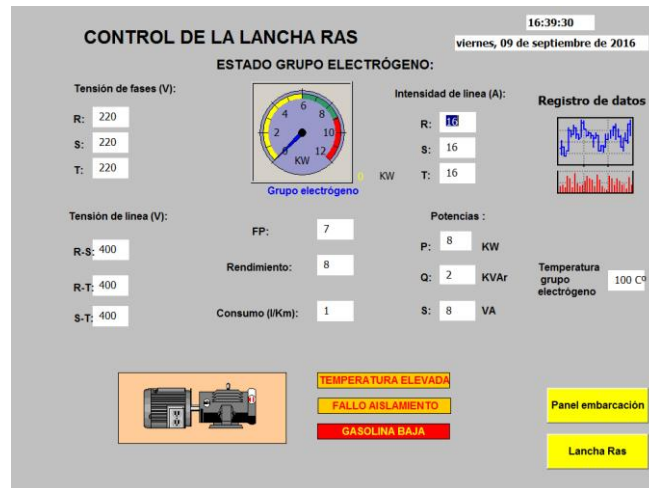 16:39:30
CONTROL DE LA LANCHA RAS
viernes, 09 de septiembre de 2016
ESTADO GRUPO ELECTRÓGENO:
Tensión de fases (V):
R: 220
S: 220
T: 220
0 2 4 6 8 10 12
KW
0 KW
Grupo electrógeno
Intensidad de linea (A):
R: 16
S: 16
T: 16
Registro de datos
Tensión de linea (V):
R-S: 400
R-T: 400
S-T: 400
FP: 7
Rendimiento: 8
Consumo (l/Km): 1
Potencias :
P: 8 KW
Q: 2 KVAr
S: 8 VA
Temperatura
grupo
electrógeno
100 Cº
TEMPERATURA ELEVADA
FALLO AISLAMIENTO
GASOLINA BAJA
Panel embarcación
Lancha Ras